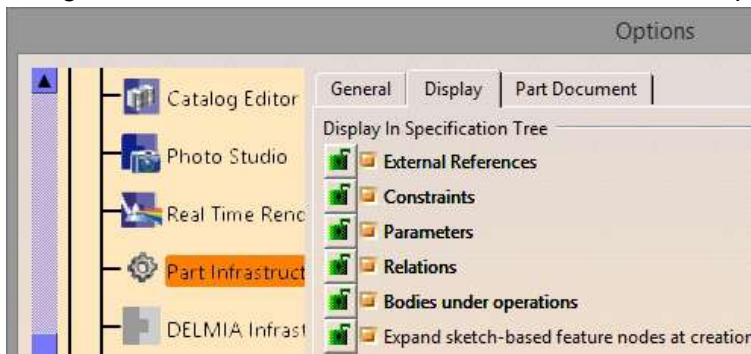 Options
Catalog Editor
Photo Studio
Real Time Renc
Part Infrastruct
DELMIA Infrast
General Display Part Document
Display In Specification Tree
External References
Constraints
Parameters
Relations
Bodies under operations
Expand sketch-based feature nodes at creation